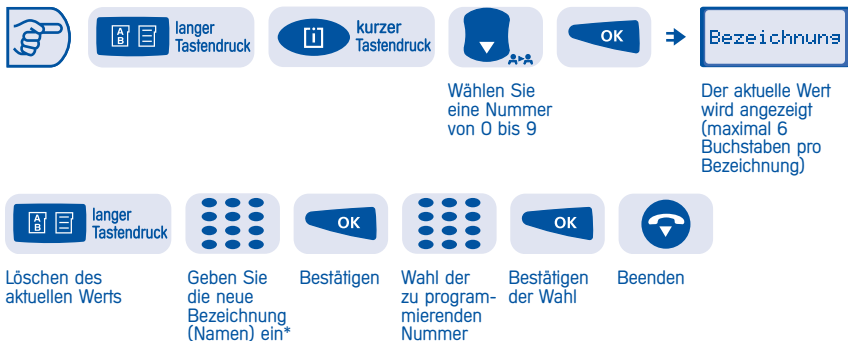 A
B
langer
Tastendruck
i
kurzer
Tastendruck
OK
Bezeichnung
Wählen Sie
eine Nummer
von 0 bis 9
Der aktuelle Wert
wird angezeigt
(maximal 6
Buchstaben pro
Bezeichnung)
A
B
langer
Tastendruck
OK
OK
Löschen des
aktuellen Werts
Geben Sie
die neue
Bezeichnung
(Namen) ein*
Bestätigen
Wahl der
zu program-
mierenden
Nummer
Bestätigen
der Wahl
Beenden